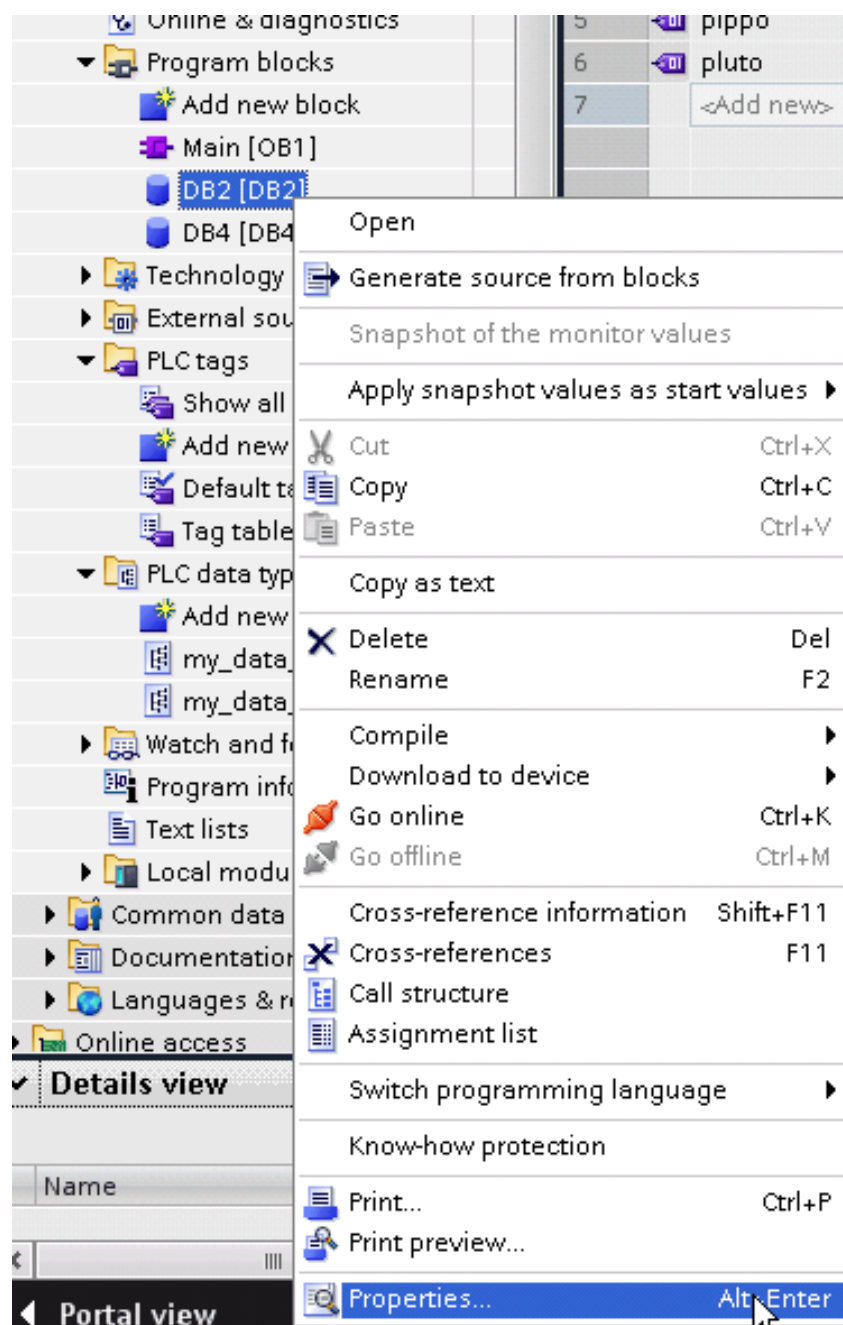 Online & diagnostics
Program blocks
Add new block
Main [OB1]
DB2 [DB2]
DB4 [DB4
Technology
External sou
PLC tags
Show all
Add new
Default ta
Tag table
PLC data typ
Add new
my_data_
my_data_
Watch and fo
Program info
Text lists
Local modu
Common data
Documentation
Languages & re
Online access
Details view
Name
Portal view
5 pippo
6 pluto
7 <Add new>
Open
Generate source from blocks
Snapshot of the monitor values
Apply snapshot values as start values
Cut Ctrl+X
Copy Ctrl+C
Paste Ctrl+V
Copy as text
Delete Del
Rename F2
Compile
Download to device
Go online Ctrl+K
Go offline Ctrl+M
Cross-reference information Shift+F11
Cross-references F11
Call structure
Assignment list
Switch programming language
Know-how protection
Print... Ctrl+P
Print preview...
Properties... Alt+Enter